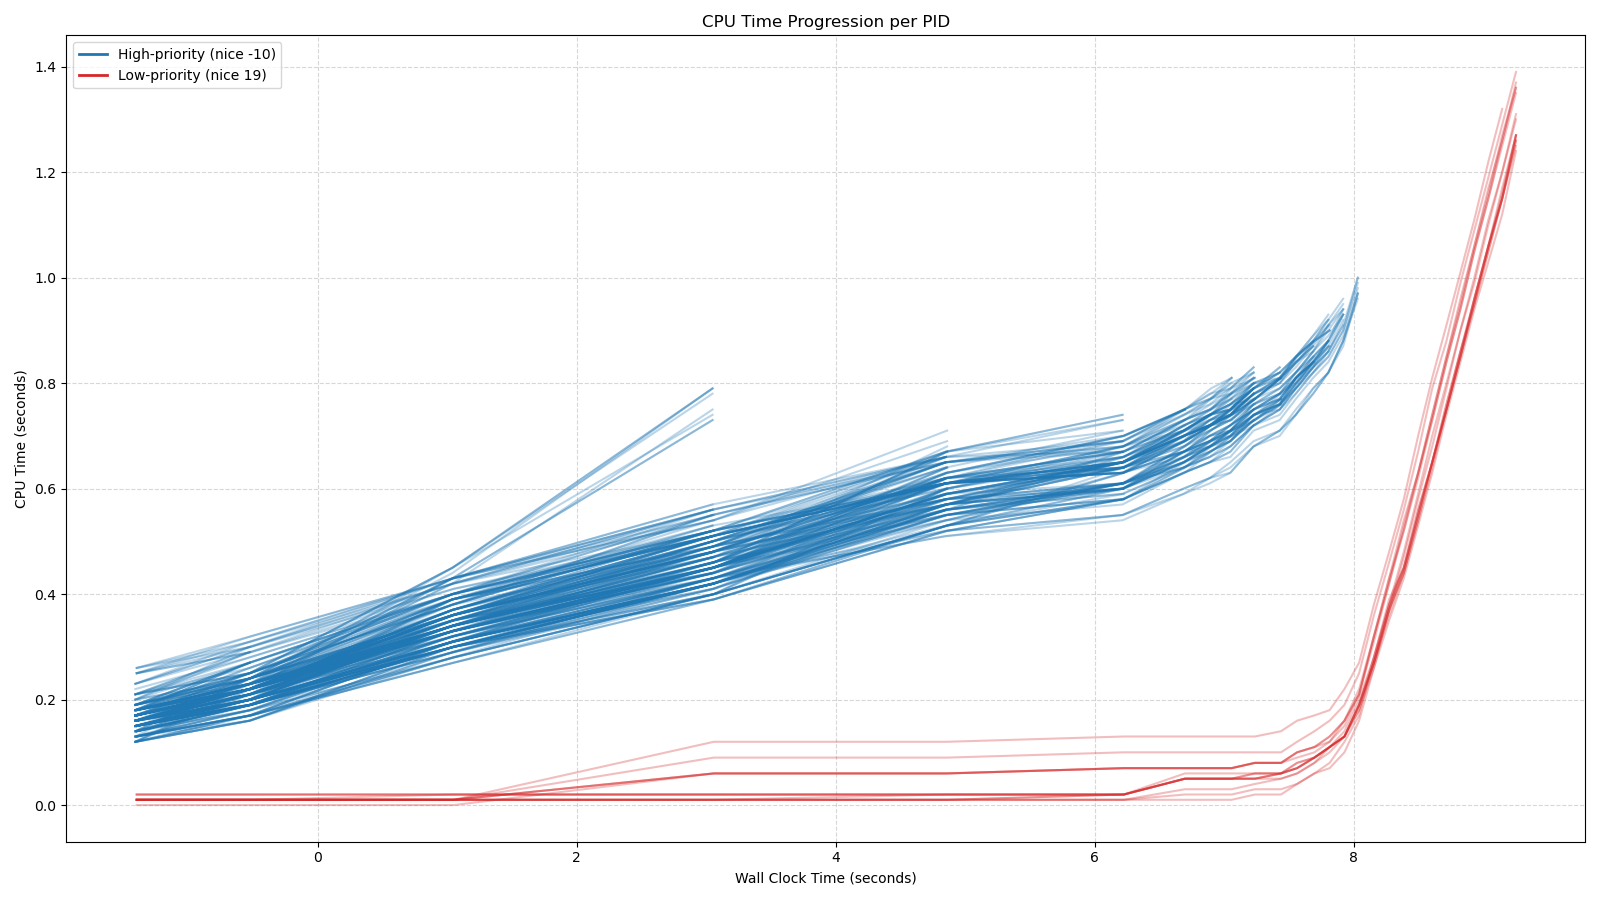 CPU Time Progression per PID
High-priority (nice -10)
Low-priority (nice 19)
CPU Time (seconds)
1.4
1.2
1.0
0.8
0.6
0.4
0.2
0.0
0 2 4 6 8
Wall Clock Time (seconds)